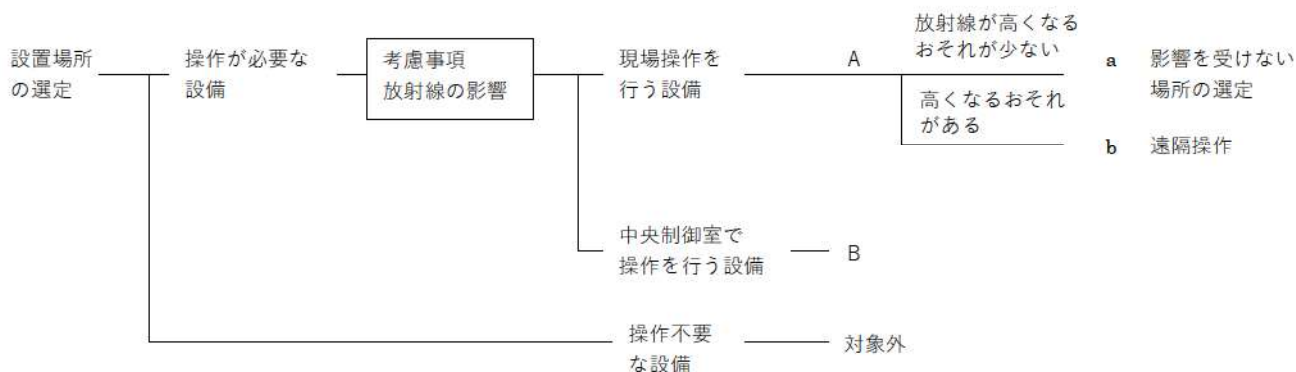 設置場所
の選定
操作が必要な
設備
考慮事項
放射線の影響
現場操作を
行う設備
A
放射線が高くなる
おそれが少ない
a 影響を受けない
場所の選定
高くなるおそれ
がある
b 遠隔操作
中央制御室で
操作を行う設備
B
操作不要
な設備
対象外